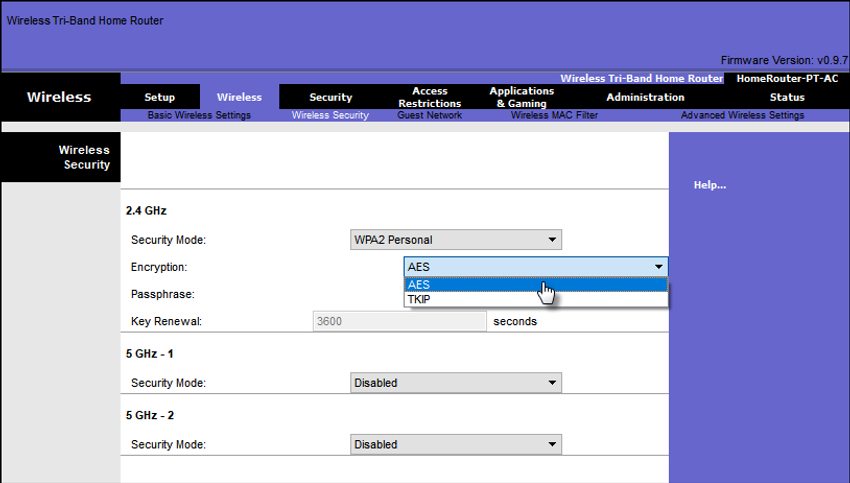 Wireless Tri-Band Home Router
Firmware Version: v0.9.7
Wireless Tri-Band Home Router HomeRouter-PT-AC
Wireless
Setup Wireless Security Access Restrictions Applications & Gaming Administration Status
Basic Wireless Settings Wireless Security Guest Network Wireless MAC Filter Advanced Wireless Settings
Wireless
Security
Help...
2.4 GHz
Security Mode: WPA2 Personal
Encryption: AES
AES
Passphrase:
TKIP
Key Renewal: 3600 seconds
5 GHz - 1
Security Mode: Disabled
5 GHz - 2
Security Mode: Disabled